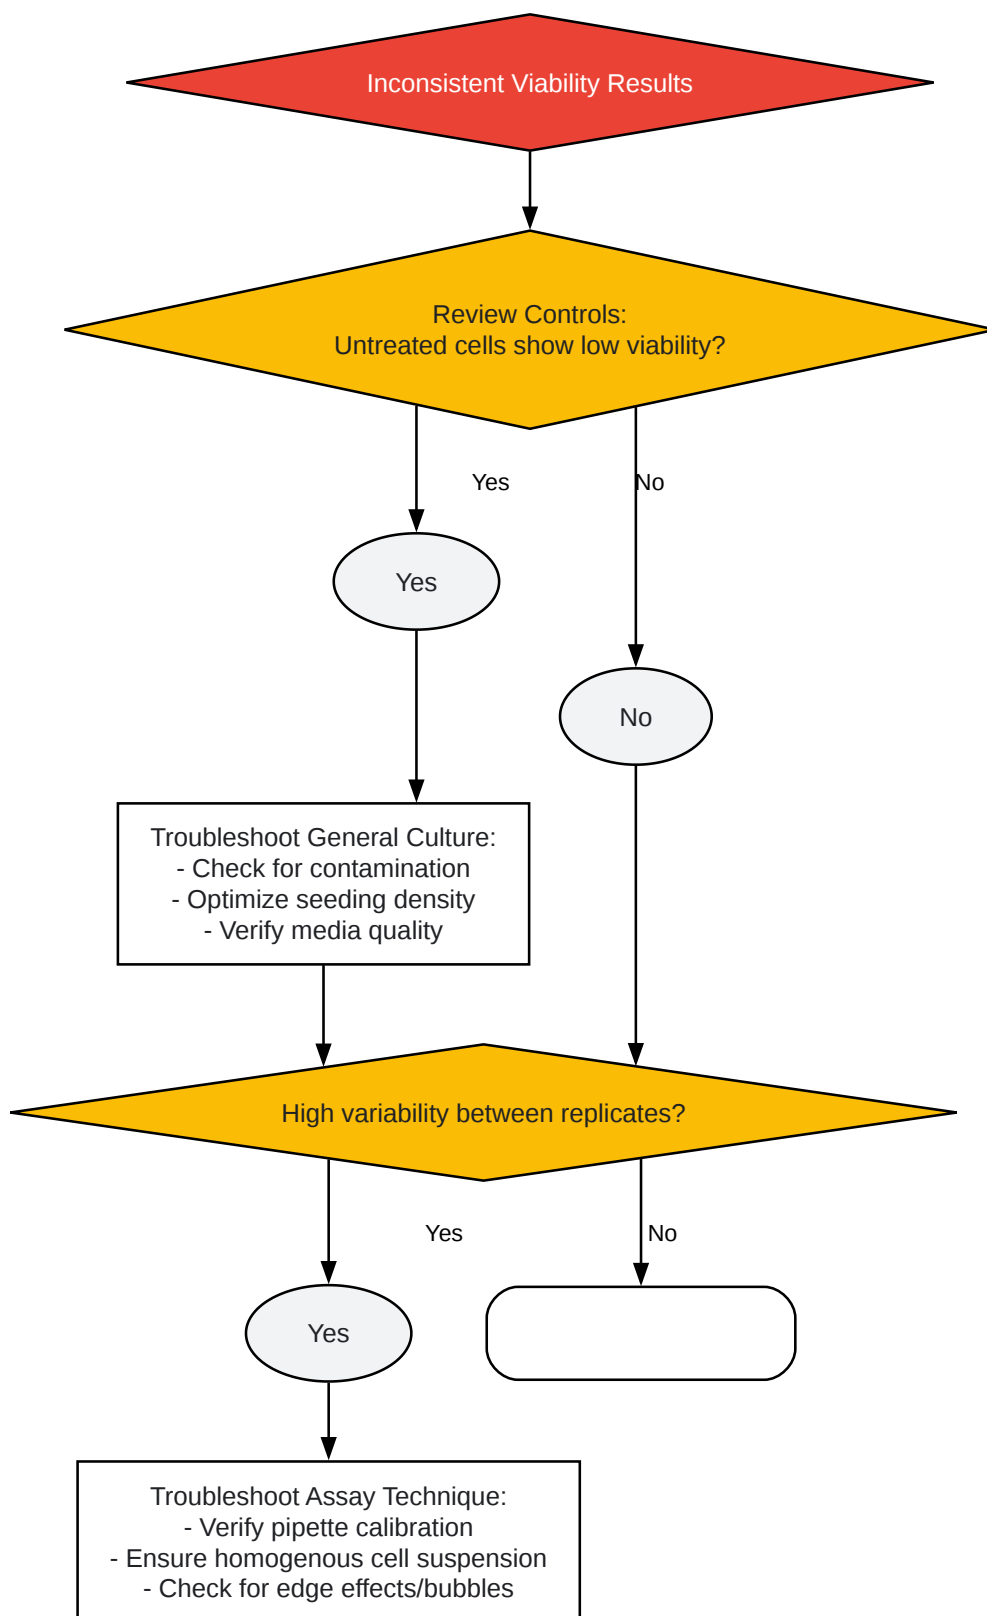 Inconsistent Viability Results
Review Controls:
Untreated cells show low viability?
Yes
No
Yes
No
Troubleshoot General Culture:
- Check for contamination
- Optimize seeding density
- Verify media quality
High variability between replicates?
Yes
No
Yes
Troubleshoot Assay Technique:
- Verify pipette calibration
- Ensure homogenous cell suspension
- Check for edge effects/bubbles